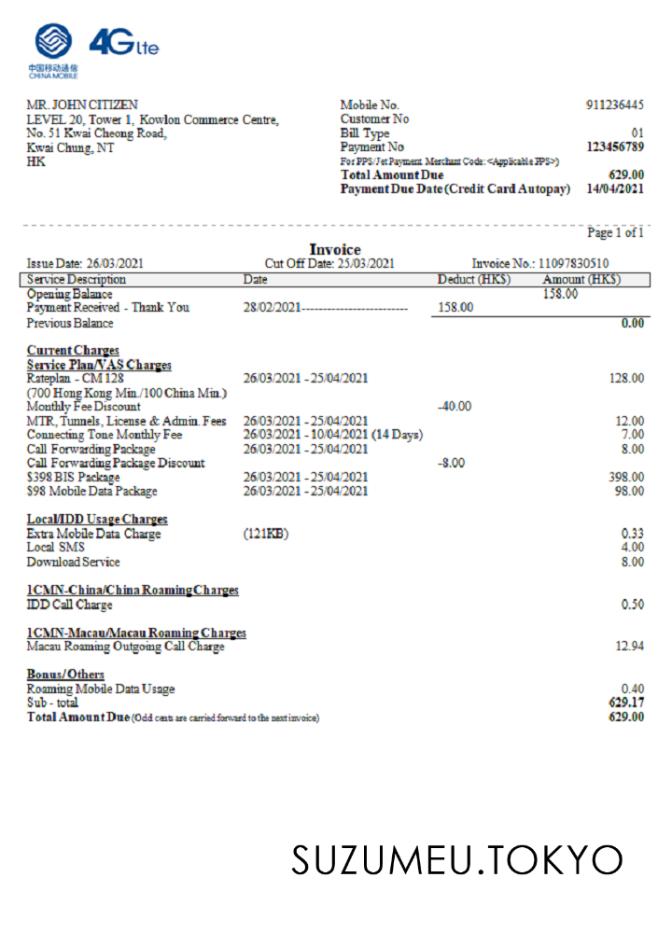 4G lte
中国移动通信
CHINA MOBILE
MR. JOHN CITIZEN
LEVEL 20, Tower 1, Kowlon Commerce Centre,
No. 51 Kwai Cheong Road,
Kwai Chung, NT
HK
Mobile No. 911236445
Customer No
Bill Type 01
Payment No 123456789
For PPS/Jet Payment Merchant Code: <Applicable PPS>)
Total Amount Due 629.00
Payment Due Date (Credit Card Autopay) 14/04/2021
Page 1 of 1
Invoice
Issue Date: 26/03/2021 Cut Off Date: 25/03/2021 Invoice No.: 11097830510
Service Description Date Deduct (HK$) Amount (HK$)
Opening Balance 158.00
Payment Received - Thank You 28/02/2021-------------------------- 158.00
Previous Balance 0.00
Current Charges
Service Plan/VAS Charges
Rateplan - CM 128 26/03/2021 - 25/04/2021 128.00
(700 Hong Kong Min./100 China Min.)
Monthly Fee Discount -40.00
MTR, Tunnels, License & Admin. Fees 26/03/2021 - 25/04/2021 12.00
Connecting Tone Monthly Fee 26/03/2021 - 10/04/2021 (14 Days) 7.00
Call Forwarding Package 26/03/2021 - 25/04/2021 8.00
Call Forwarding Package Discount -8.00
$398 BIS Package 26/03/2021 - 25/04/2021 398.00
$98 Mobile Data Package 26/03/2021 - 25/04/2021 98.00
Local/IDD Usage Charges
Extra Mobile Data Charge (121KB) 0.33
Local SMS 4.00
Download Service 8.00
1CMN-China/China Roaming Charges
IDD Call Charge 0.50
1CMN-Macau/Macau Roaming Charges
Macau Roaming Outgoing Call Charge 12.94
Bonus/Others
Roaming Mobile Data Usage 0.40
Sub - total 629.17
Total Amount Due (Odd cents are carried forward to the next invoice) 629.00
SUZUMEU.TOKYO